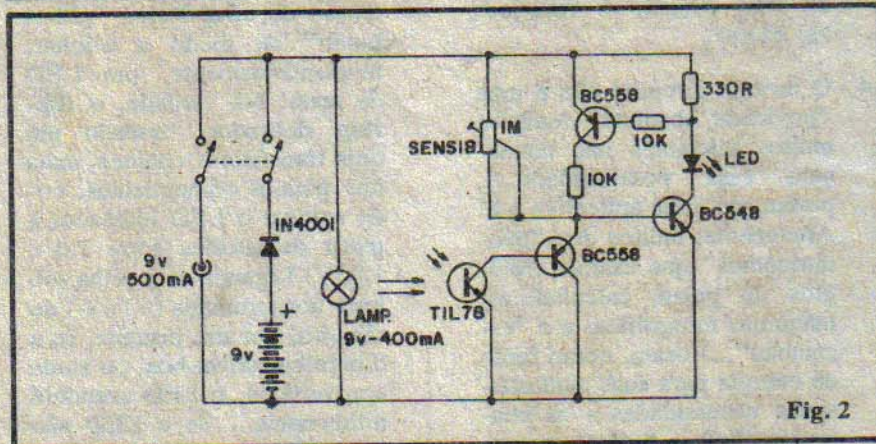 BC558
330R
1M
SENSIB.
10K
LED
10K
1N4001
BC548
9v
500mA
BC558
+
TIL78
LAMP.
9v-400mA
9v
Fig. 2